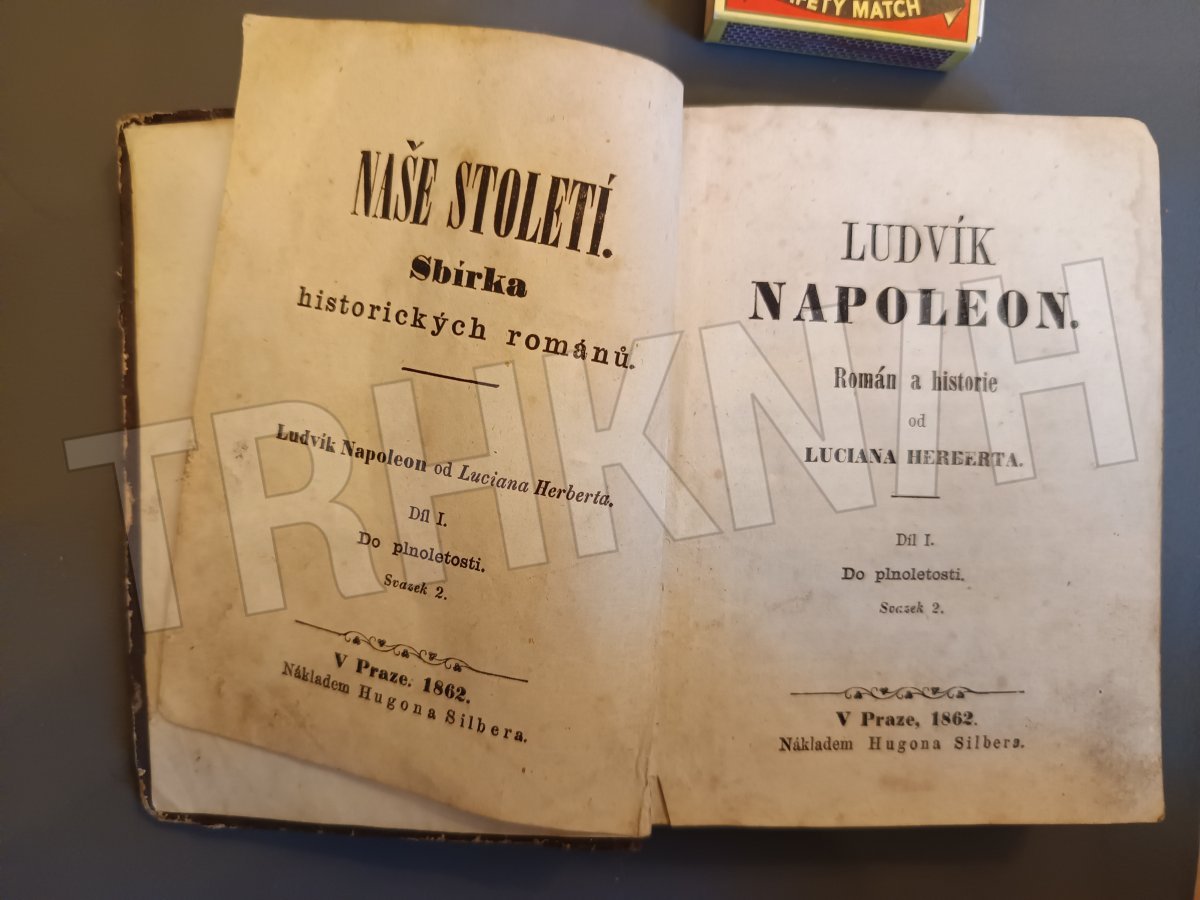 SAFETY MATCH
NAŠE STOLETÍ.
Sbírka
historických románů.
Ludvik Napoleon od Luciana Herberta.
Díl I.
Do plnoletosti.
Svazek 2.
V Praze. 1862.
Nákladem Hugona Silbera.
LUDVÍK
NAPOLEON.
Román a historie
od
LUCIANA HERBERTA.
Díl I.
Do plnoletosti.
Svazek 2.
V Praze, 1862.
Nákladem Hugona Silbera.
TRHKNIH